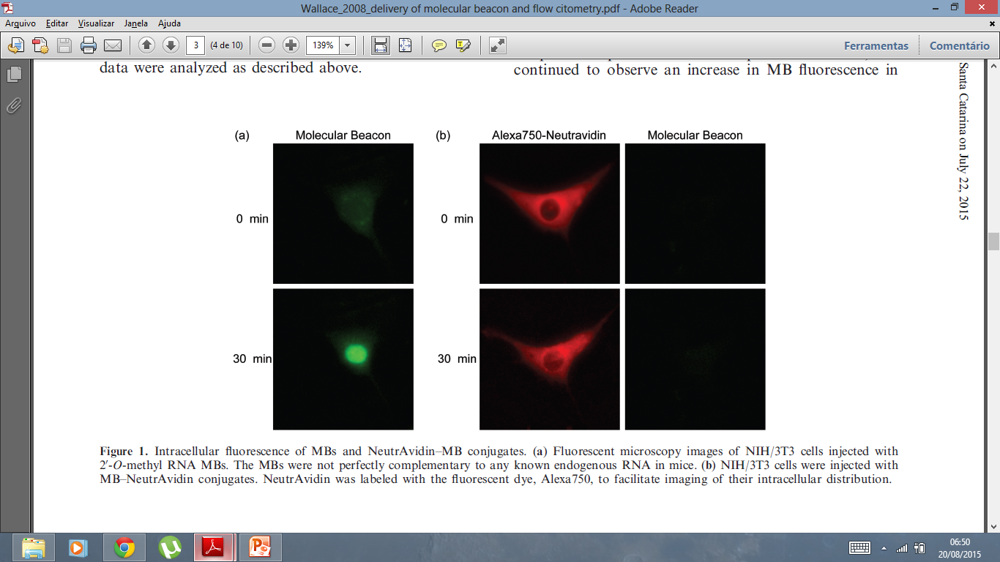 Wallace_2008_delivery of molecular beacon and flow citometry.pdf - Adobe Reader
Arquivo Editar Visualizar Janela Ajuda
3 (4 de 10) 139% Ferramentas Comentário
data were analyzed as described above.
continued to observe an increase in MB fluorescence in
Santa Catarina on July 22, 2015
(a) Molecular Beacon (b) Alexa750-Neutravidin Molecular Beacon
0 min 0 min
30 min 30 min
Figure 1. Intracellular fluorescence of MBs and NeutrAvidin–MB conjugates. (a) Fluorescent microscopy images of NIH/3T3 cells injected with
2′-O-methyl RNA MBs. The MBs were not perfectly complementary to any known endogenous RNA in mice. (b) NIH/3T3 cells were injected with
MB–NeutrAvidin conjugates. NeutrAvidin was labeled with the fluorescent dye, Alexa750, to facilitate imaging of their intracellular distribution.
06:50
20/08/2015